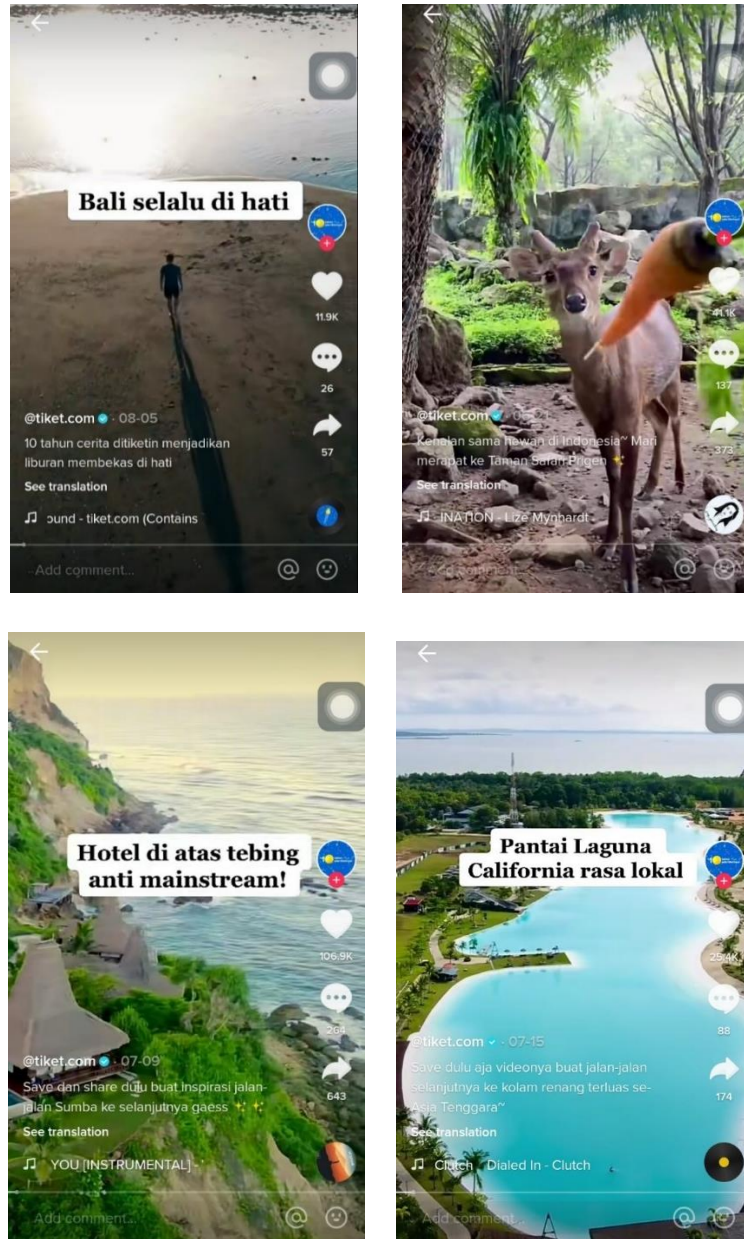 Bali selalu di hati
11.9K
26
57
@tiket.com · 08-05
10 tahun cerita ditiketin menjadikan
liburan membekas di hati
See translation
ound - tiket.com (Contains
Add comment...
41.1K
137
373
@tiket.com
Kenalan sama hewan di Indonesia~ Mari
merapat ke Taman Safari Prigen ✨
See translation
INATION - Lize Mynhardt
Add comment...
Hotel di atas tebing
anti mainstream!
106.9K
264
643
@tiket.com · 07-09
Save dan share dulu buat inspirasi jalan-
jalan Sumba ke selanjutnya gaess ✨✨
See translation
YOU [INSTRUMENTAL] -
Add comment...
Pantai Laguna
California rasa lokal
25.4K
88
174
@tiket.com · 07-15
Save dulu aja videonya buat jalan-jalan
selanjutnya ke kolam renang terluas se-
Asia Tenggara~
See translation
Clutch - Dialed In - Clutch
Add comment...